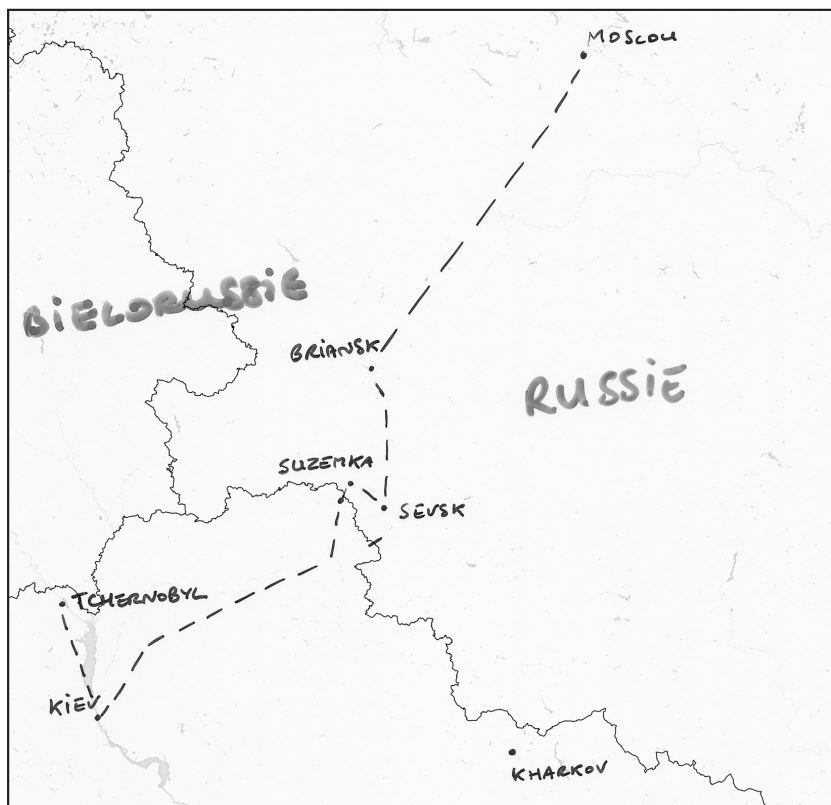 MOSCOU
BIELORUSSIE
BRIANSK
RUSSIE
SUZEMKA
SEVSK
TCHERNOBYL
KIEV
KHARKOV